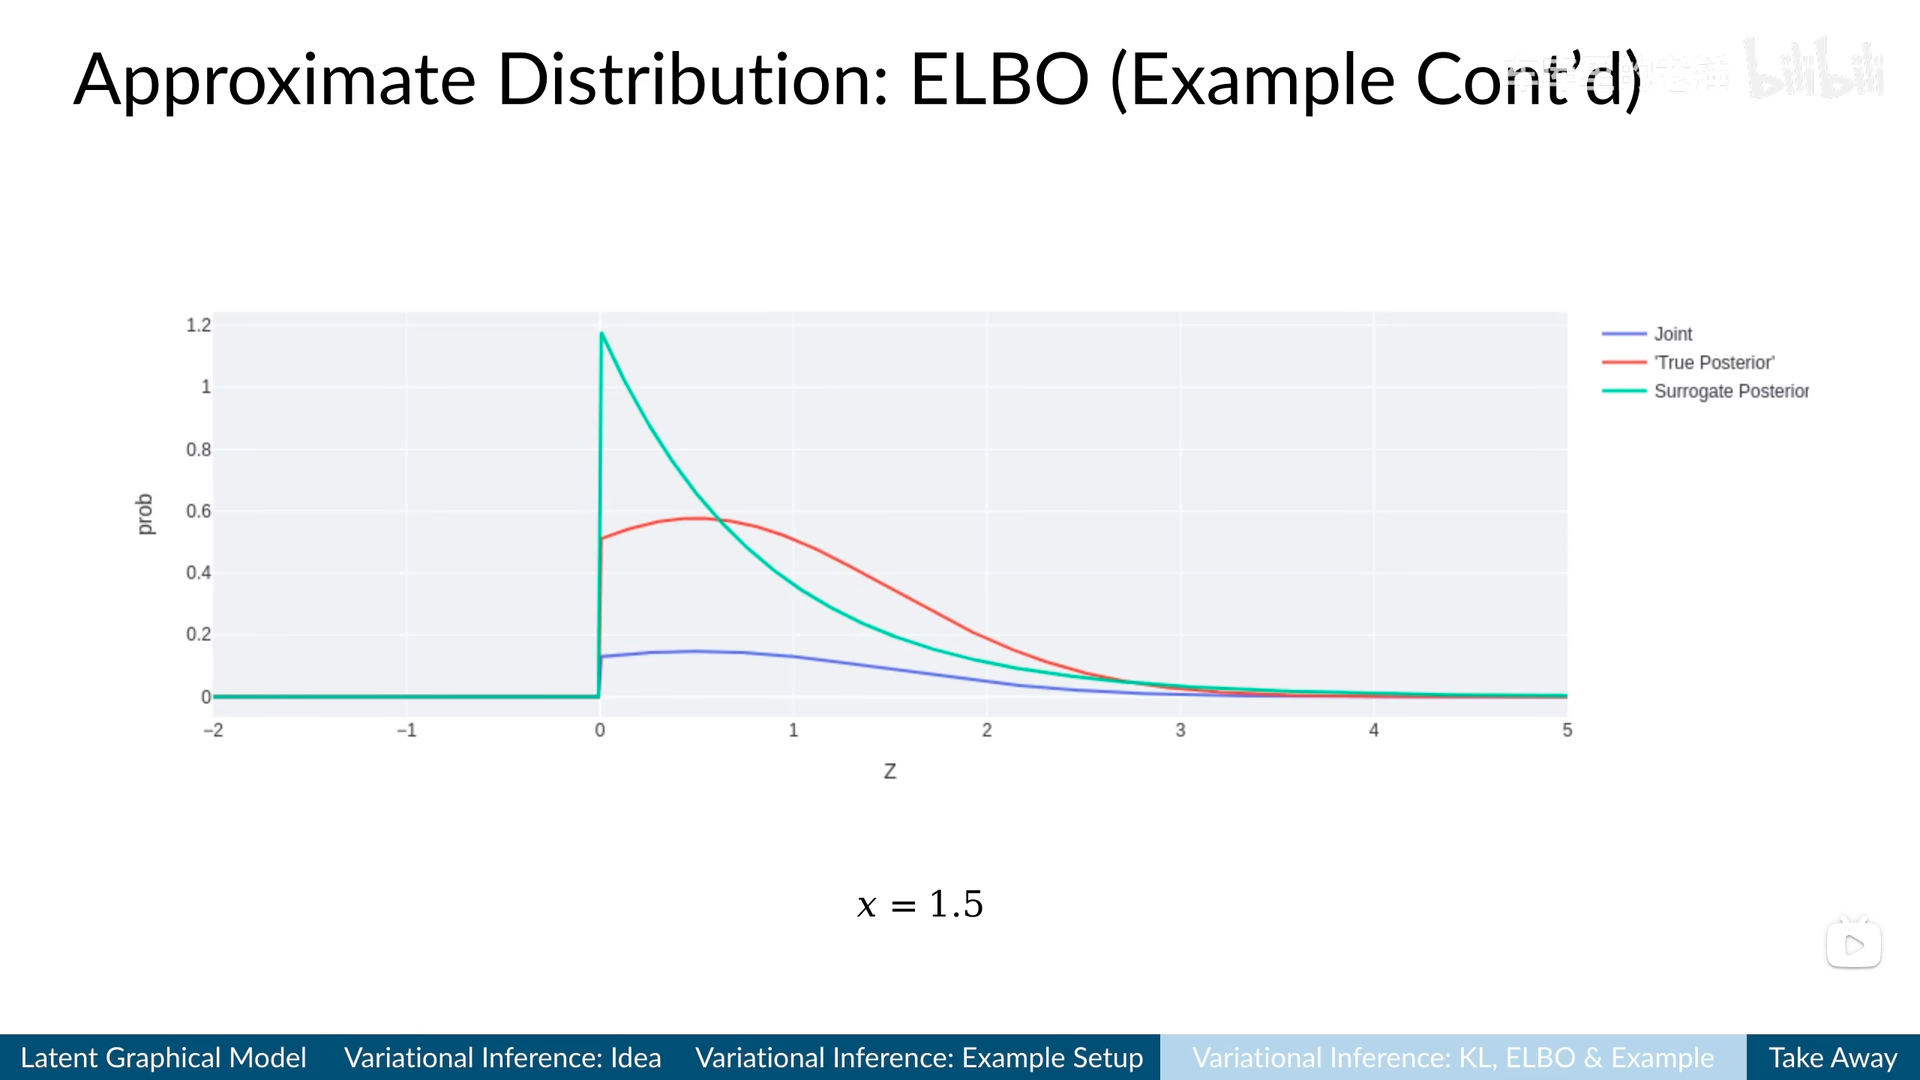 Approximate Distribution: ELBO (Example Cont’d)
bilibili
1.2
1
0.8
0.6
0.4
0.2
0
prob
−2 −1 0 1 2 3 4 5
Z
Joint
'True Posterior'
Surrogate Posterior
x = 1.5
Latent Graphical Model Variational Inference: Idea Variational Inference: Example Setup Variational Inference: KL, ELBO & Example Take Away